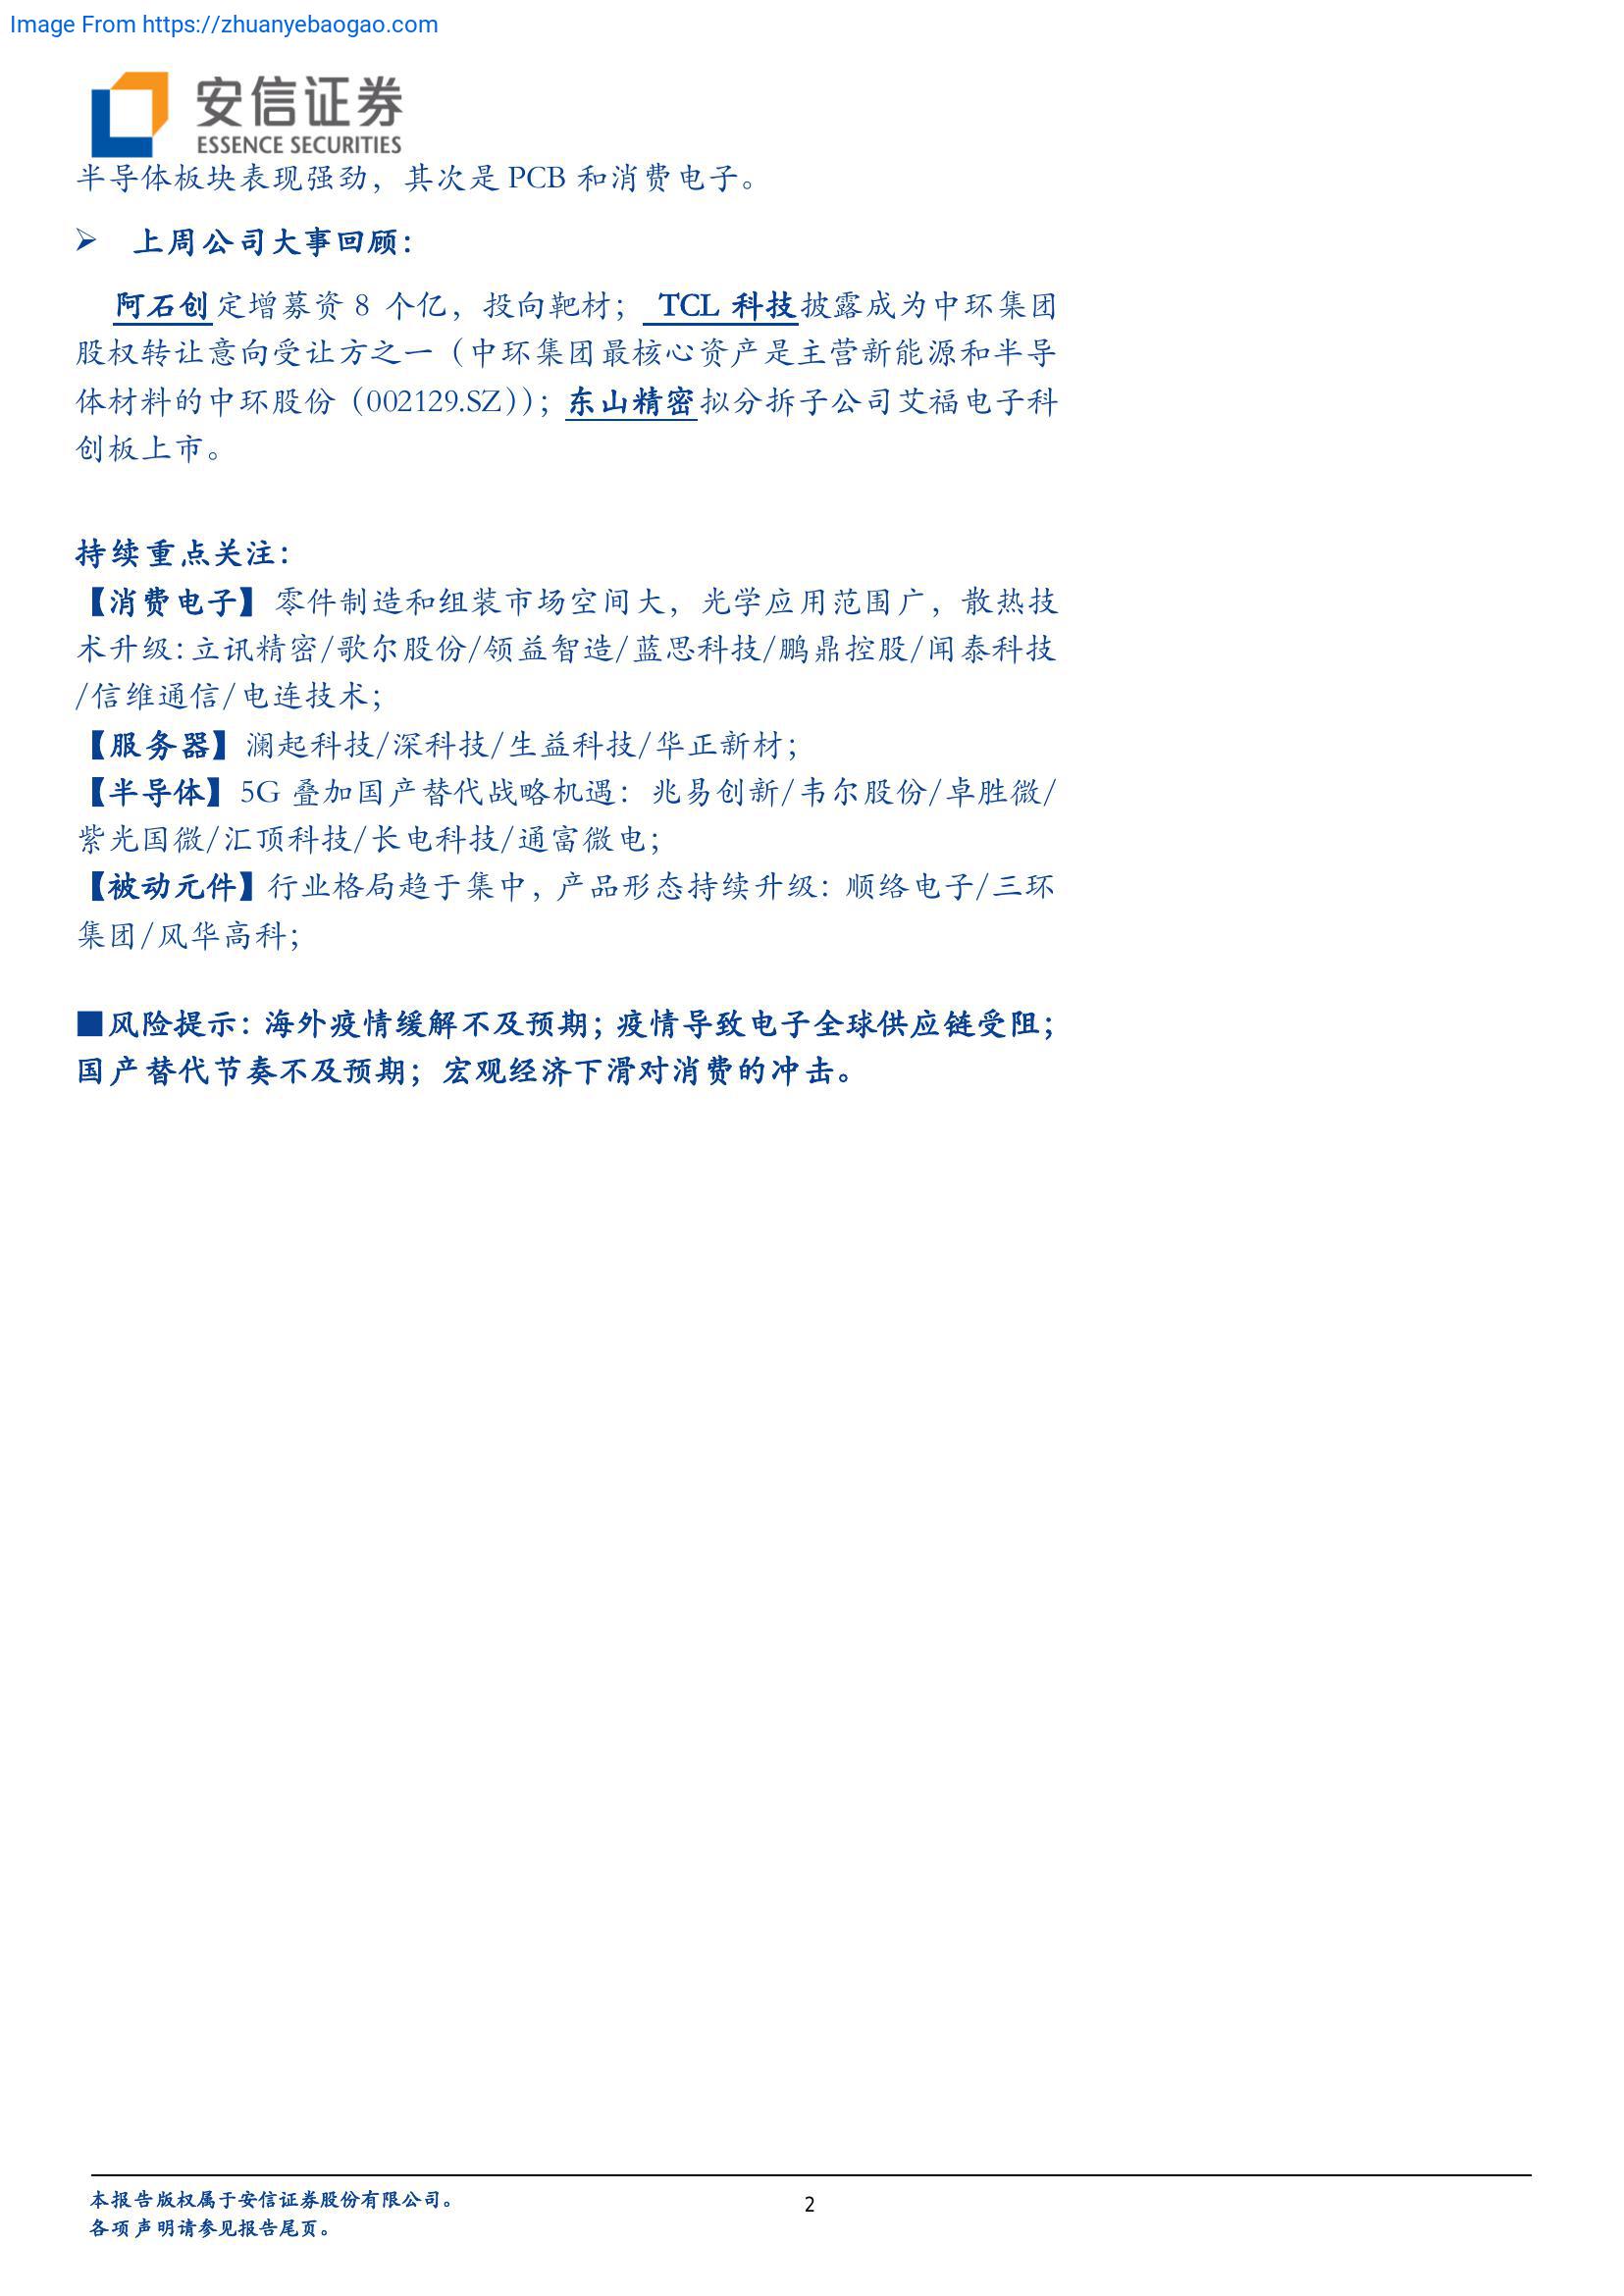 Image From https://zhuanyebaogao.com
安信证券
ESSENCE SECURITIES
半导体板块表现强劲，其次是 PCB 和消费电子。
➢ 上周公司大事回顾：
阿石创定增募资 8 个亿，投向靶材； TCL 科技披露成为中环集团
股权转让意向受让方之一（中环集团最核心资产是主营新能源和半导
体材料的中环股份（002129.SZ））；东山精密拟分拆子公司艾福电子科
创板上市。
持续重点关注：
【消费电子】零件制造和组装市场空间大，光学应用范围广，散热技
术升级：立讯精密/歌尔股份/领益智造/蓝思科技/鹏鼎控股/闻泰科技
/信维通信/电连技术；
【服务器】澜起科技/深科技/生益科技/华正新材；
【半导体】5G 叠加国产替代战略机遇：兆易创新/韦尔股份/卓胜微/
紫光国微/汇顶科技/长电科技/通富微电；
【被动元件】行业格局趋于集中，产品形态持续升级：顺络电子/三环
集团/风华高科；
■风险提示：海外疫情缓解不及预期；疫情导致电子全球供应链受阻；
国产替代节奏不及预期；宏观经济下滑对消费的冲击。
本报告版权属于安信证券股份有限公司。
各项声明请参见报告尾页。
2